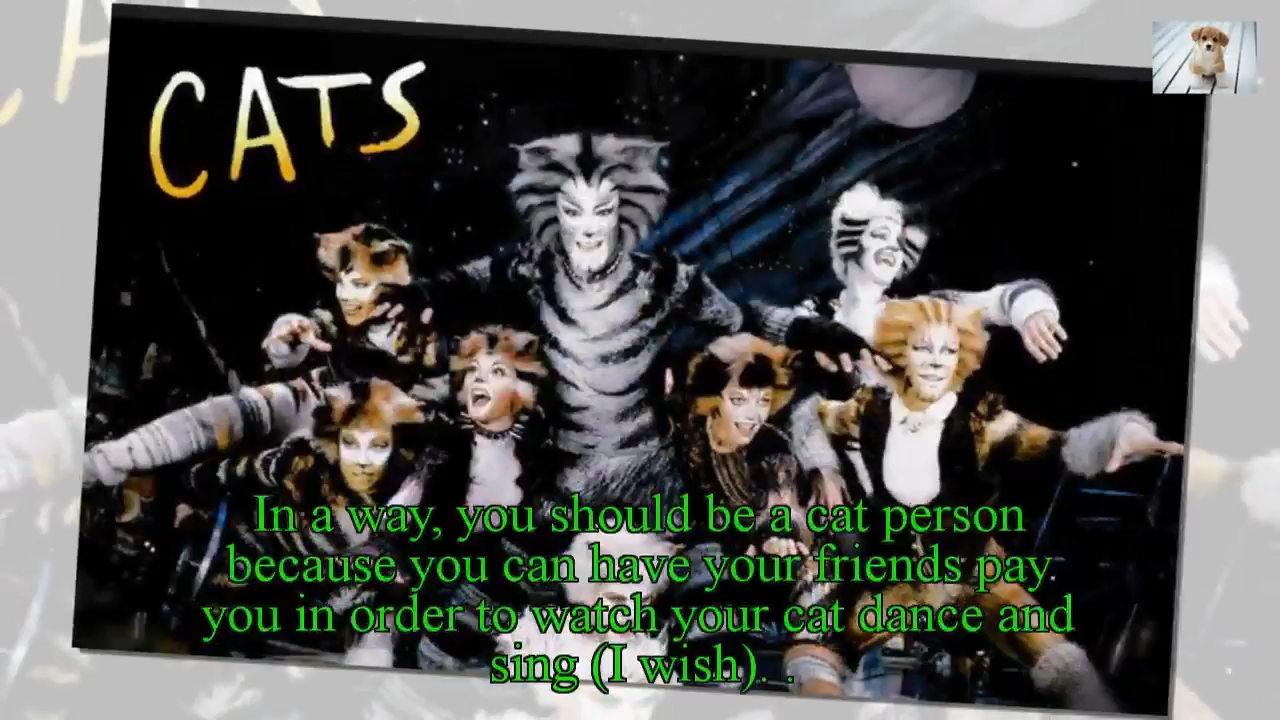 CATS
In a way, you should be a cat person
because you can have your friends pay
you in order to watch your cat dance and
sing (I wish). .